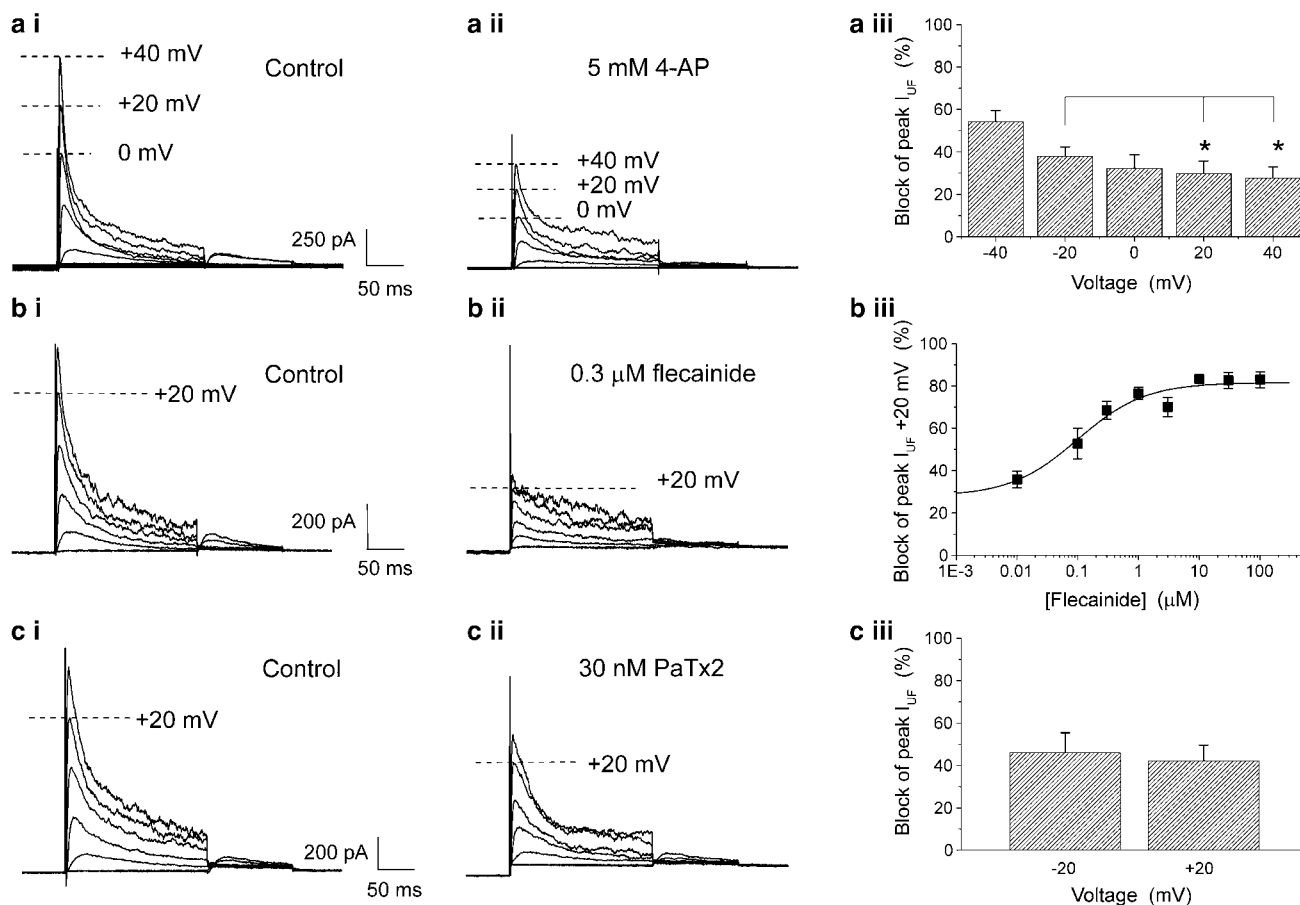 a i
+40 mV
Control
+20 mV
0 mV
250 pA
50 ms
a ii
5 mM 4-AP
+40 mV
+20 mV
0 mV
a iii
Block of peak I_UF (%)
100
80
60
40
20
0
* *
-40 -20 0 20 40
Voltage (mV)
b i
Control
+20 mV
200 pA
50 ms
b ii
0.3 μM flecainide
+20 mV
b iii
Block of peak I_UF +20 mV (%)
100
80
60
40
20
0
1E-3 0.01 0.1 1 10 100
[Flecainide] (μM)
c i
Control
+20 mV
200 pA
50 ms
c ii
30 nM PaTx2
+20 mV
c iii
Block of peak I_UF (%)
100
80
60
40
20
0
-20 +20
Voltage (mV)